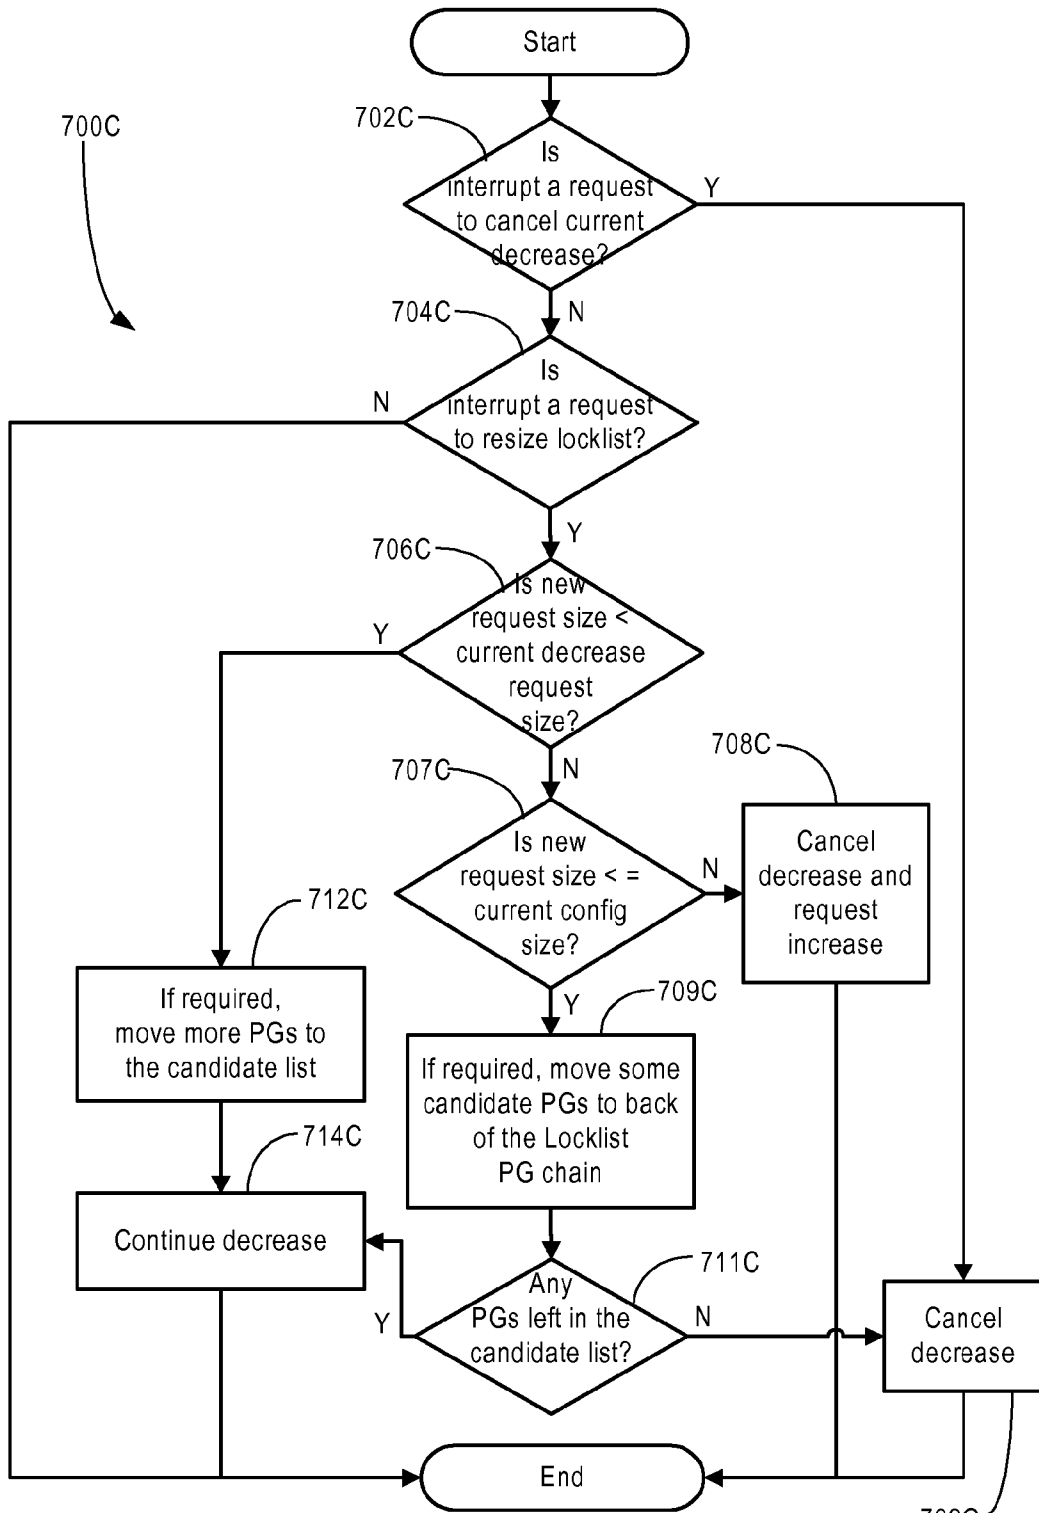 Start
700C
702C
Is
interrupt a request
to cancel current
decrease?
Y
N
704C
Is
interrupt a request
to resize locklist?
N
Y
706C
Is new
request size <
current decrease
request
size?
Y
N
707C
Is new
request size < =
current config
size?
N
Y
708C
Cancel
decrease and
request
increase
712C
If required,
move more PGs to
the candidate list
709C
If required, move some
candidate PGs to back
of the Locklist
PG chain
714C
Continue decrease
711C
Any
PGs left in the
candidate list?
Y
N
Cancel
decrease
End